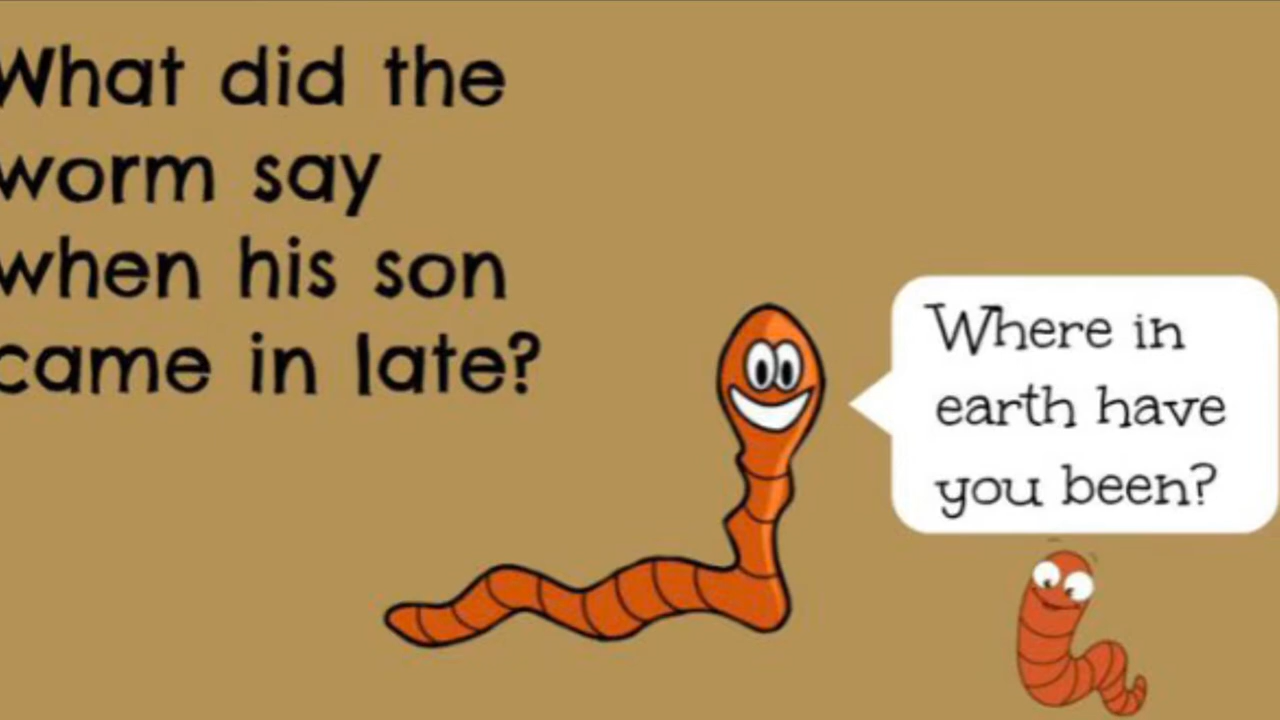 What did the
worm say
when his son
came in late?
Where in
earth have
you been?